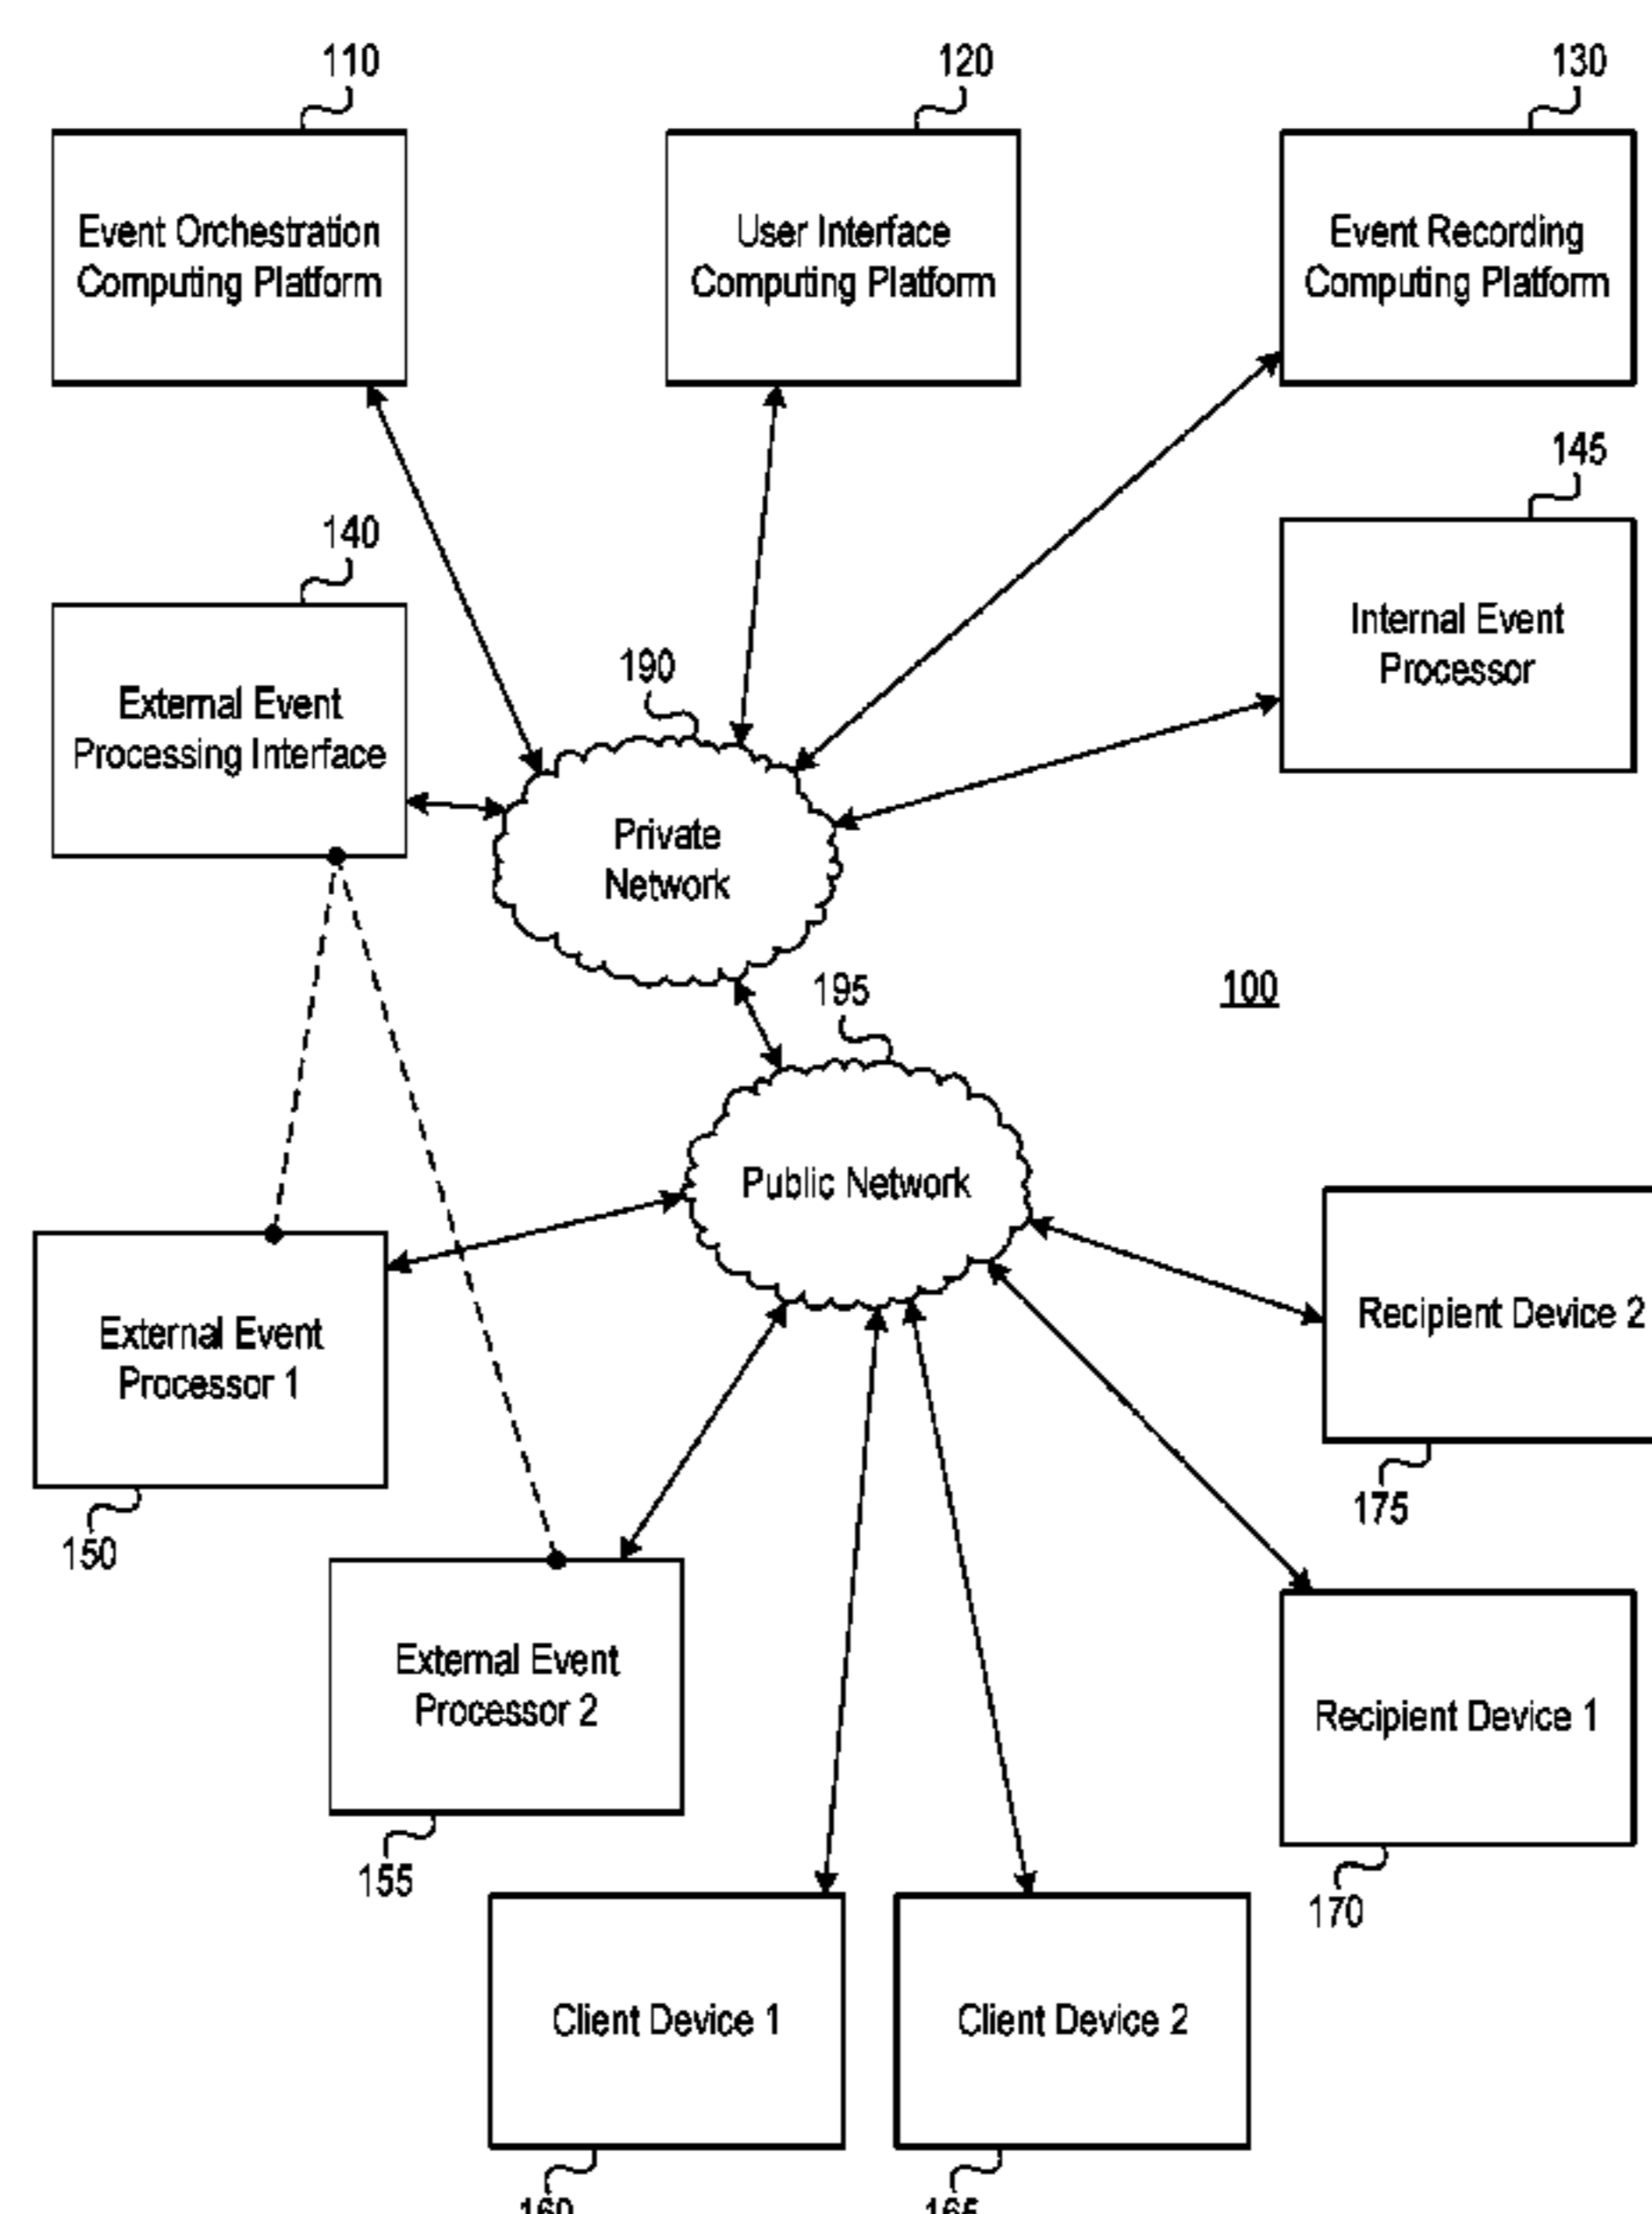 110
120
130
Event Orchestration
Computing Platform
User Interface
Computing Platform
Event Recording
Computing Platform
145
140
Internal Event
Processor
190
External Event
Processing Interface
Private
Network
195
100
Public Network
Recipient Device 2
External Event
Processor 1
175
150
External Event
Processor 2
Recipient Device 1
155
170
Client Device 1
Client Device 2
160
165